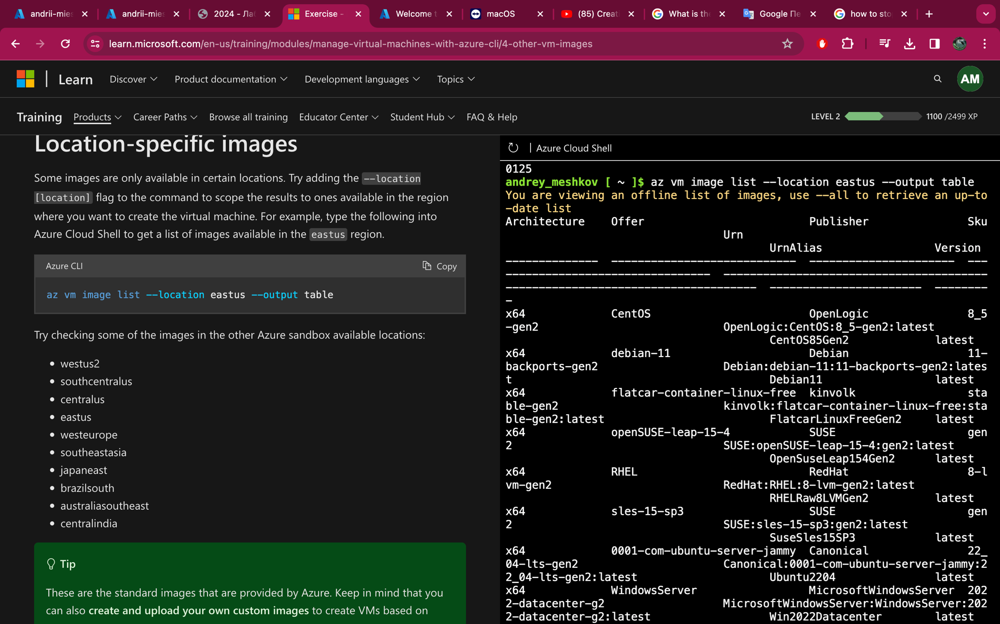 andrii-mies
andrii-mies
2024 - Ла
Exercise -
Welcome t
macOS
(85) Creati
What is the
Google Пе
how to sto
learn.microsoft.com/en-us/training/modules/manage-virtual-machines-with-azure-cli/4-other-vm-images
Learn
Discover
Product documentation
Development languages
Topics
AM
Training
Products
Career Paths
Browse all training
Educator Center
Student Hub
FAQ & Help
LEVEL 2
1100 /2499 XP
Location-specific images
Some images are only available in certain locations. Try adding the --location
[location] flag to the command to scope the results to ones available in the region
where you want to create the virtual machine. For example, type the following into
Azure Cloud Shell to get a list of images available in the eastus region.
Azure CLI
Copy
az vm image list --location eastus --output table
Try checking some of the images in the other Azure sandbox available locations:
• westus2
• southcentralus
• centralus
• eastus
• westeurope
• southeastasia
• japaneast
• brazilsouth
• australiasoutheast
• centralindia
Tip
These are the standard images that are provided by Azure. Keep in mind that you
can also create and upload your own custom images to create VMs based on
| Azure Cloud Shell
0125
andrey_meshkov [ ~ ]$ az vm image list --location eastus --output table
You are viewing an offline list of images, use --all to retrieve an up-to
-date list
Architecture Offer Publisher Sku
Urn
UrnAlias Version
-------------- ---------------------------- ---------------------- ---
------------------------------- ----------------------------------------
-------------------------------------- ----------------------- --------
-
x64 CentOS OpenLogic 8_5
-gen2 OpenLogic:CentOS:8_5-gen2:latest
CentOS85Gen2 latest
x64 debian-11 Debian 11-
backports-gen2 Debian:debian-11:11-backports-gen2:lates
t Debian11 latest
x64 flatcar-container-linux-free kinvolk sta
ble-gen2 kinvolk:flatcar-container-linux-free:sta
ble-gen2:latest FlatcarLinuxFreeGen2 latest
x64 openSUSE-leap-15-4 SUSE gen
2 SUSE:openSUSE-leap-15-4:gen2:latest
OpenSuseLeap154Gen2 latest
x64 RHEL RedHat 8-l
vm-gen2 RedHat:RHEL:8-lvm-gen2:latest
RHELRaw8LVMGen2 latest
x64 sles-15-sp3 SUSE gen
2 SUSE:sles-15-sp3:gen2:latest
SuseSles15SP3 latest
x64 0001-com-ubuntu-server-jammy Canonical 22_
04-lts-gen2 Canonical:0001-com-ubuntu-server-jammy:2
2_04-lts-gen2:latest Ubuntu2204 latest
x64 WindowsServer MicrosoftWindowsServer 202
2-datacenter-g2 MicrosoftWindowsServer:WindowsServer:202
2-datacenter-g2:latest Win2022Datacenter latest